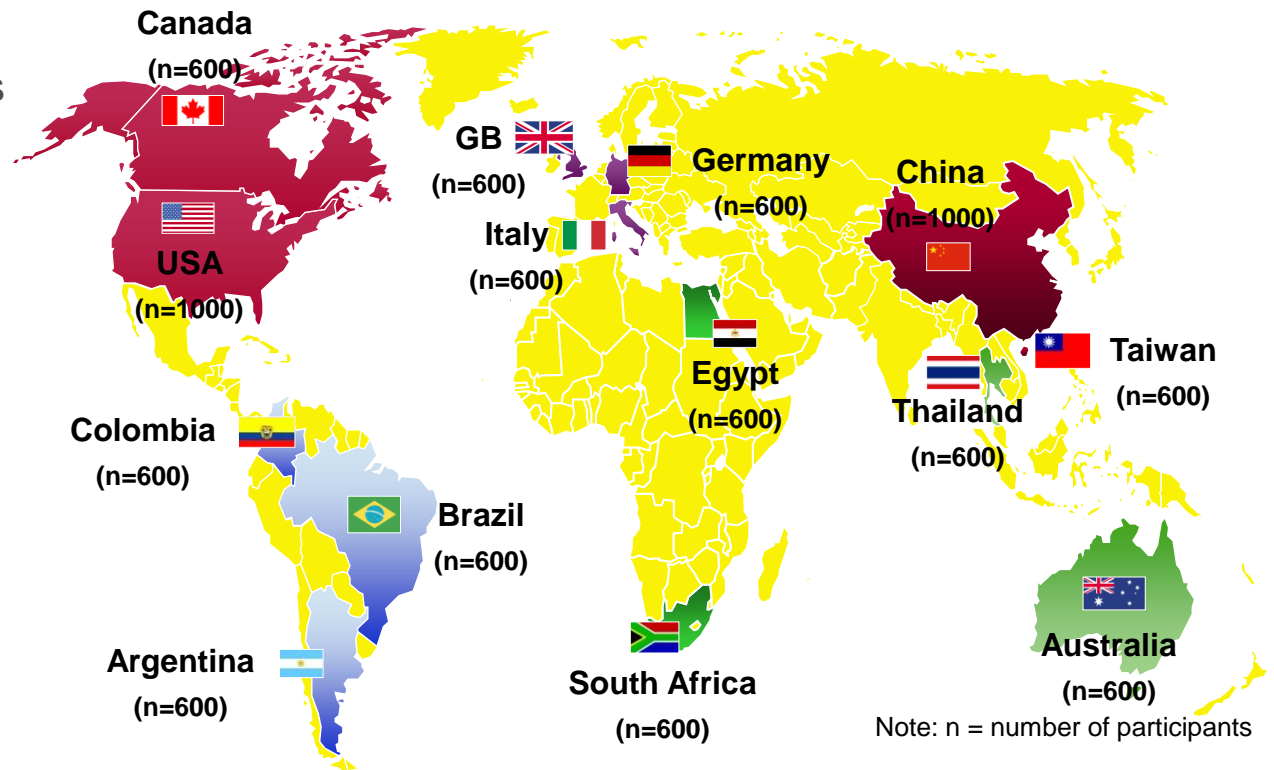 Canada
(n=600)
s
GB
(n=600)
Germany
(n=600)
China
(n=1000)
Italy
(n=600)
USA
(n=1000)
Egypt
(n=600)
Taiwan
(n=600)
Thailand
(n=600)
Colombia
(n=600)
Brazil
(n=600)
Argentina
(n=600)
South Africa
(n=600)
Australia
(n=600)
Note: n = number of participants